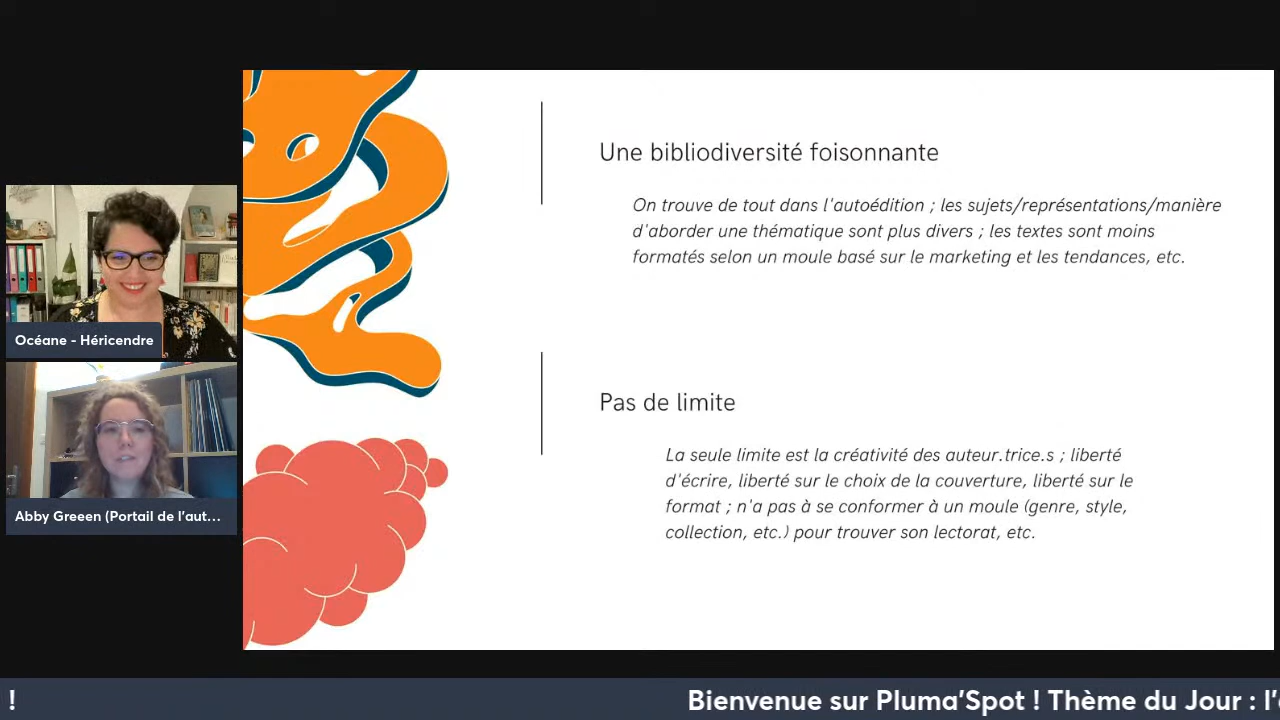 Une bibliodiversité foisonnante
On trouve de tout dans l'autoédition ; les sujets/représentations/manière
d'aborder une thématique sont plus divers ; les textes sont moins
formatés selon un moule basé sur le marketing et les tendances, etc.
Pas de limite
La seule limite est la créativité des auteur.trice.s ; liberté
d'écrire, liberté sur le choix de la couverture, liberté sur le
format ; n'a pas à se conformer à un moule (genre, style,
collection, etc.) pour trouver son lectorat, etc.
Océane - Héricendre
Abby Greeen (Portail de l'aut...
! Bienvenue sur Pluma'Spot ! Thème du Jour : l'